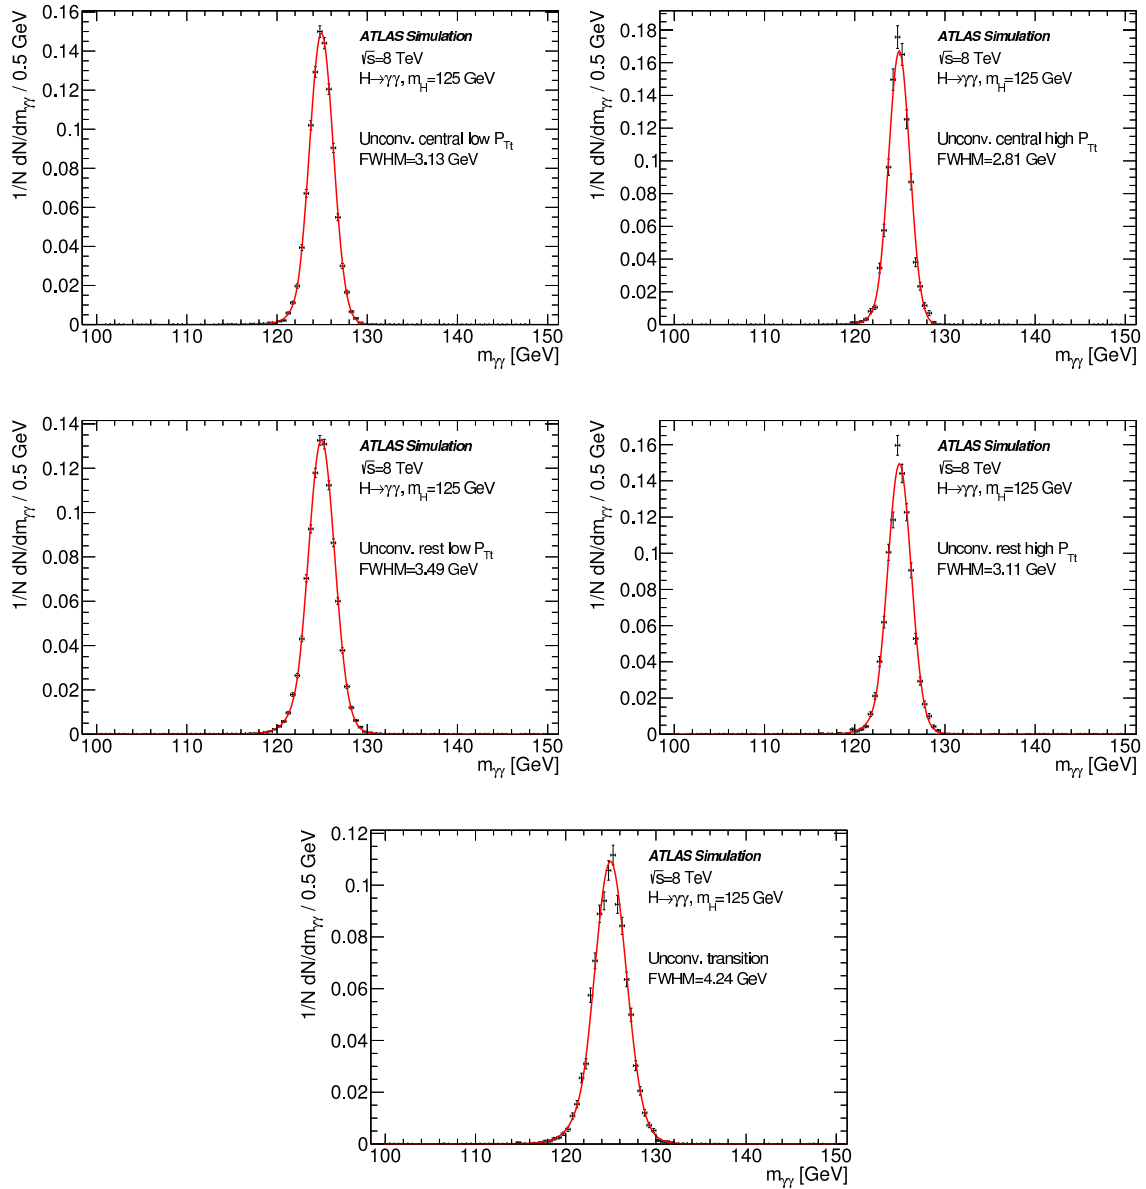 0.16
0.14
0.12
0.1
0.08
0.06
0.04
0.02
0
1/N dN/dmγγ / 0.5 GeV
ATLAS Simulation
√s=8 TeV
H→γγ, mH=125 GeV
Unconv. central low PTt
FWHM=3.13 GeV
100 110 120 130 140 150
mγγ [GeV]
0.18
0.16
0.14
0.12
0.1
0.08
0.06
0.04
0.02
0
1/N dN/dmγγ / 0.5 GeV
ATLAS Simulation
√s=8 TeV
H→γγ, mH=125 GeV
Unconv. central high PTt
FWHM=2.81 GeV
100 110 120 130 140 150
mγγ [GeV]
0.14
0.12
0.1
0.08
0.06
0.04
0.02
0
1/N dN/dmγγ / 0.5 GeV
ATLAS Simulation
√s=8 TeV
H→γγ, mH=125 GeV
Unconv. rest low PTt
FWHM=3.49 GeV
100 110 120 130 140 150
mγγ [GeV]
0.16
0.14
0.12
0.1
0.08
0.06
0.04
0.02
0
1/N dN/dmγγ / 0.5 GeV
ATLAS Simulation
√s=8 TeV
H→γγ, mH=125 GeV
Unconv. rest high PTt
FWHM=3.11 GeV
100 110 120 130 140 150
mγγ [GeV]
0.12
0.1
0.08
0.06
0.04
0.02
0
1/N dN/dmγγ / 0.5 GeV
ATLAS Simulation
√s=8 TeV
H→γγ, mH=125 GeV
Unconv. transition
FWHM=4.24 GeV
100 110 120 130 140 150
mγγ [GeV]